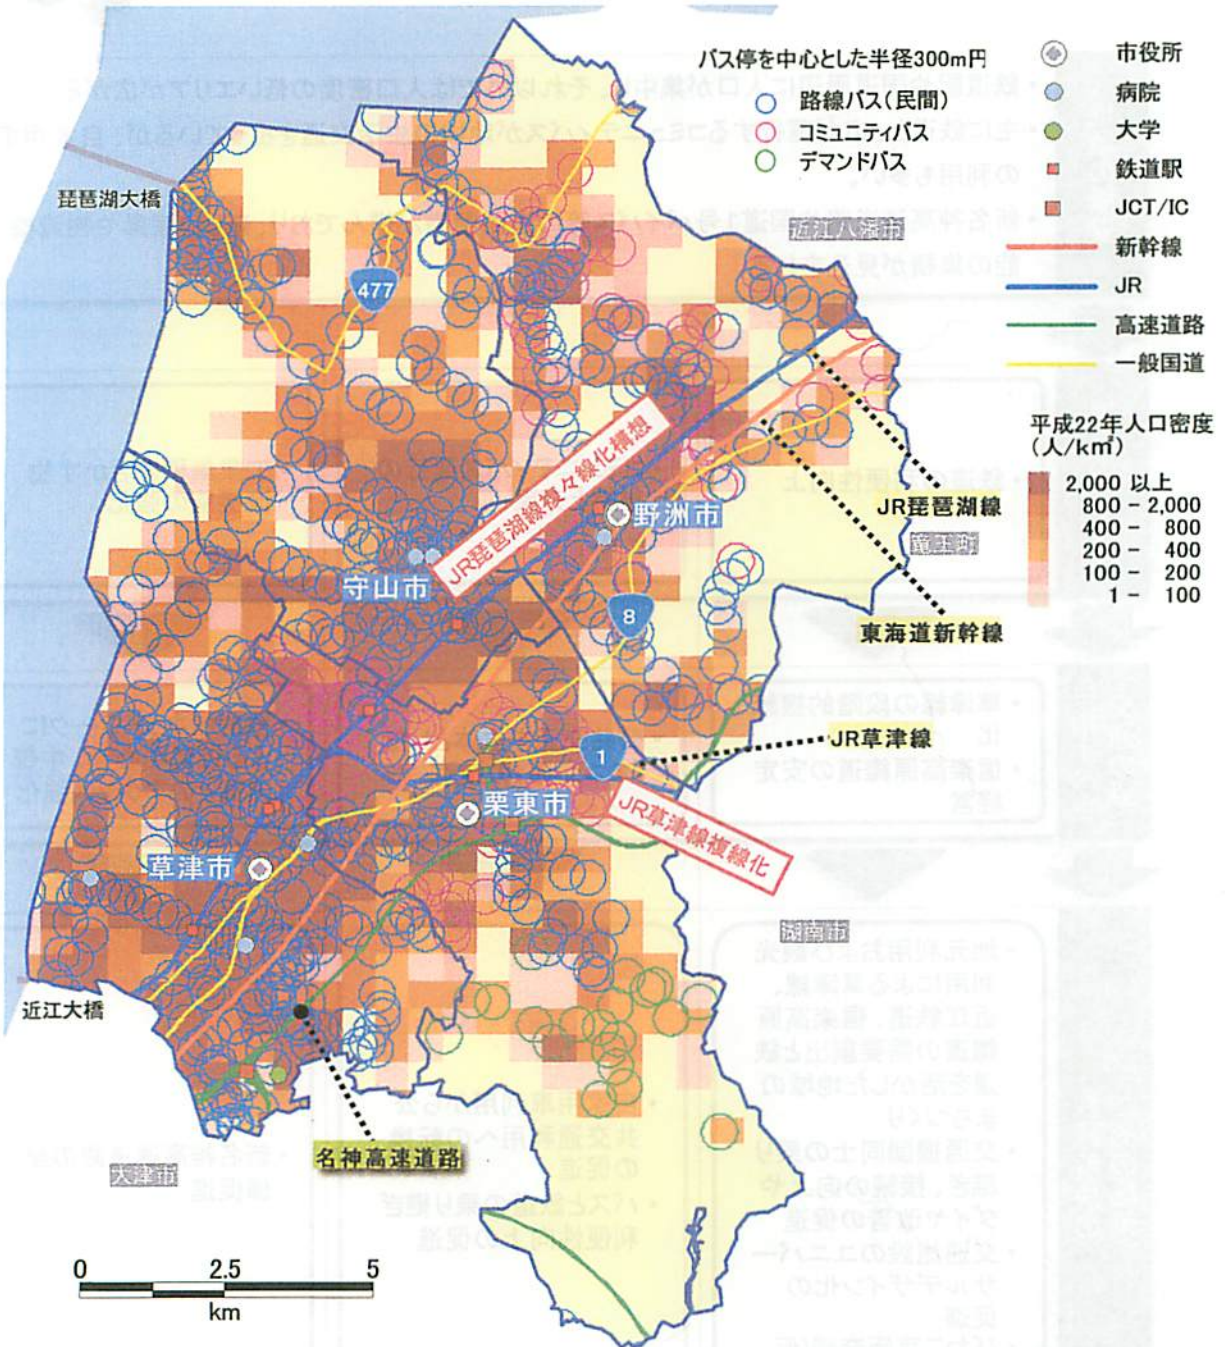 バス停を中心とした半径300m円
路線バス(民間)
コミュニティバス
デマンドバス
市役所
病院
大学
鉄道駅
JCT/IC
新幹線
JR
高速道路
一般国道
平成22年人口密度
(人/km²)
2,000 以上
800 - 2,000
400 - 800
200 - 400
100 - 200
1 - 100
琵琶湖大橋
近江八幡市
477
JR琵琶湖線複々線化構想
野洲市
JR琵琶湖線
竜王町
守山市
8
東海道新幹線
JR草津線
1
栗東市
JR草津線複線化
草津市
湖南市
近江大橋
名神高速道路
大津市
0 2.5 5
km